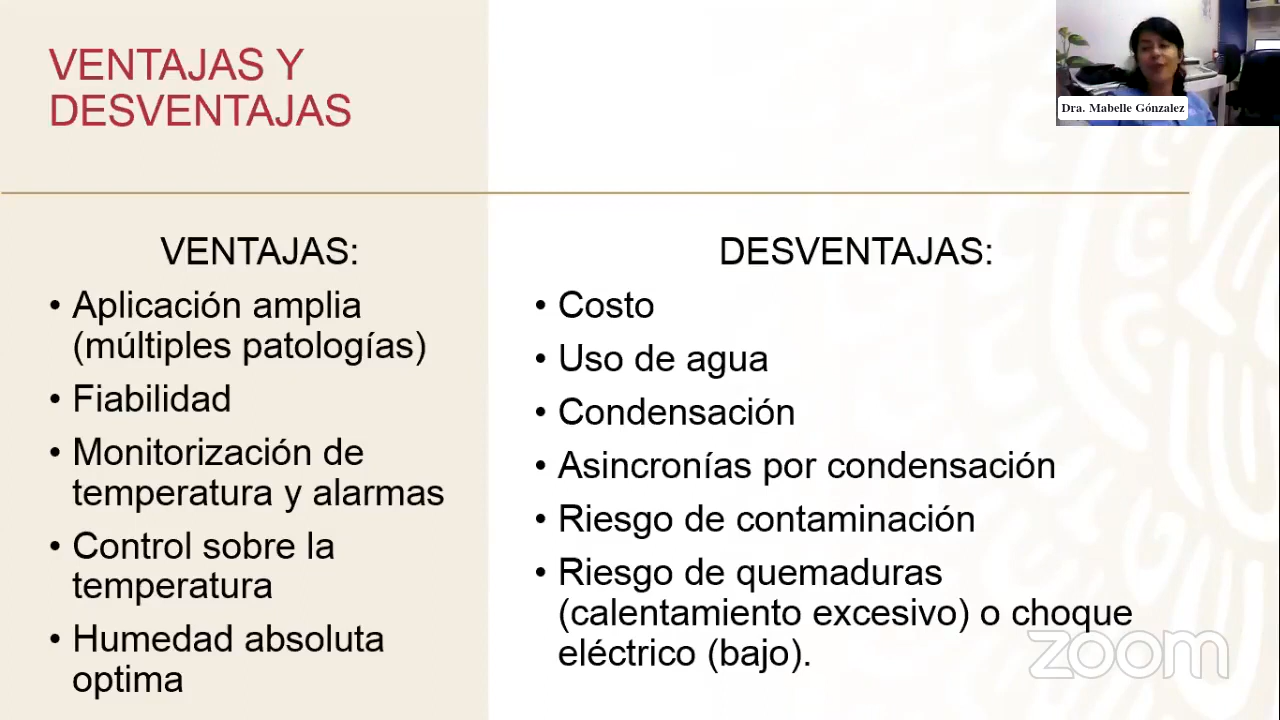 VENTAJAS Y
DESVENTAJAS
Dra. Mabelle Gónzalez
VENTAJAS:
• Aplicación amplia
(múltiples patologías)
• Fiabilidad
• Monitorización de
temperatura y alarmas
• Control sobre la
temperatura
• Humedad absoluta
optima
DESVENTAJAS:
• Costo
• Uso de agua
• Condensación
• Asincronías por condensación
• Riesgo de contaminación
• Riesgo de quemaduras
(calentamiento excesivo) o choque
eléctrico (bajo).
zoom